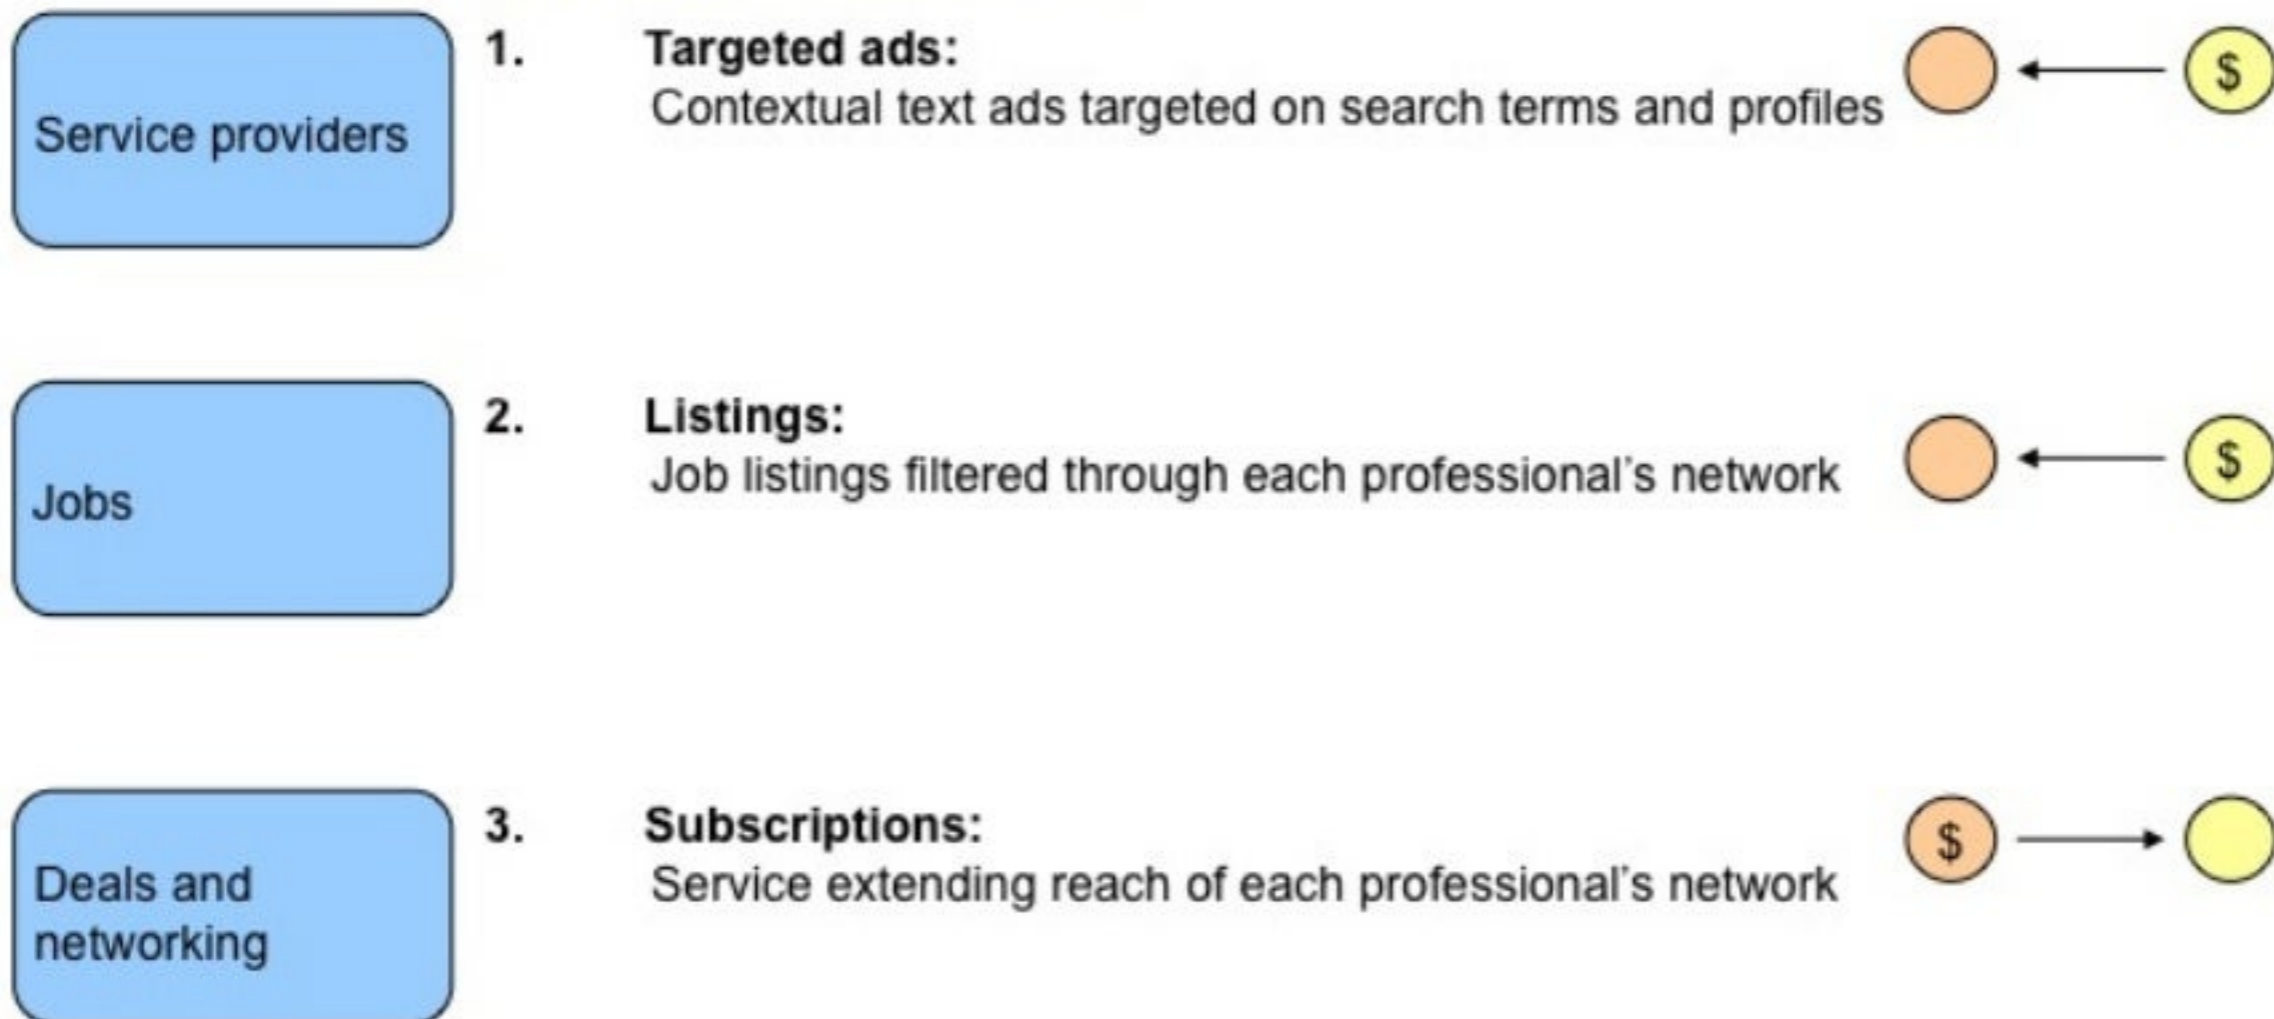 Service providers
1. Targeted ads:
Contextual text ads targeted on search terms and profiles
$
Jobs
2. Listings:
Job listings filtered through each professional's network
$
Deals and
networking
3. Subscriptions:
Service extending reach of each professional's network
$